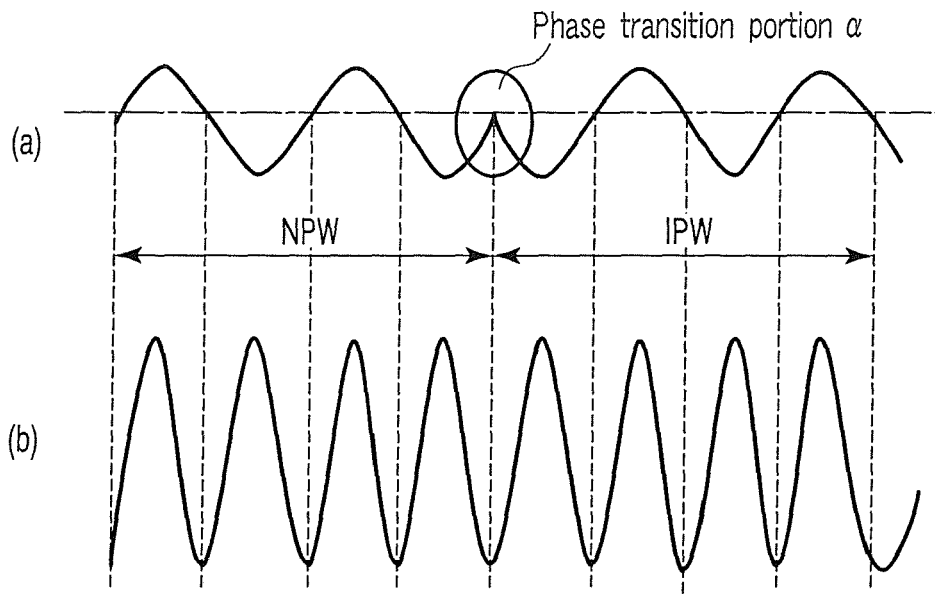 Phase transition portion α
(a)
NPW
IPW
(b)